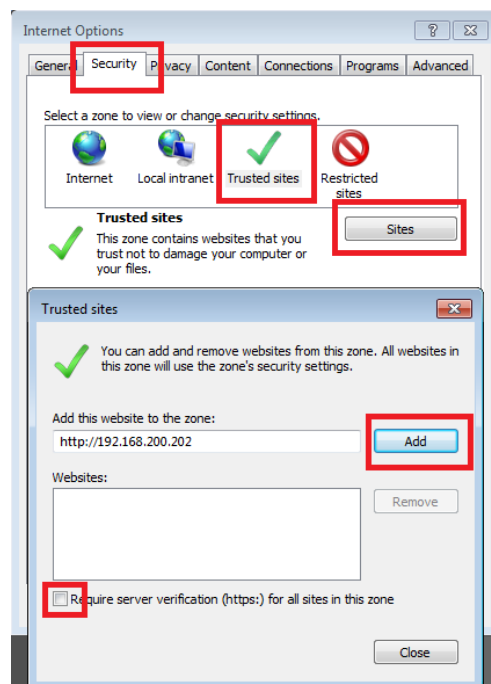 Internet Options
General Security Privacy Content Connections Programs Advanced
Select a zone to view or change security settings.
Internet Local intranet Trusted sites Restricted
sites
Trusted sites
Sites
This zone contains websites that you
trust not to damage your computer or
your files.
Trusted sites
You can add and remove websites from this zone. All websites in
this zone will use the zone's security settings.
Add this website to the zone:
http://192.168.200.202 Add
Websites:
Remove
Require server verification (https:) for all sites in this zone
Close